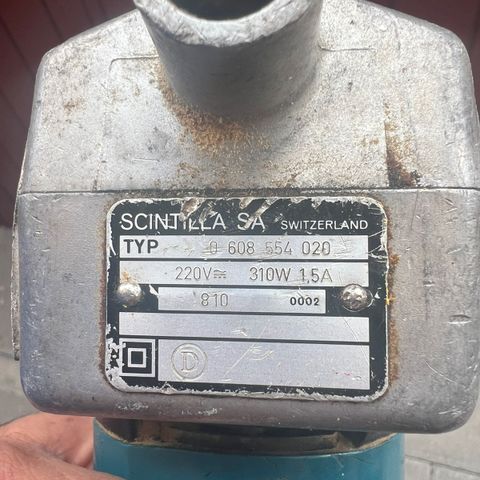 SCINTILLA SA SWITZERLAND
TYP 0 608 554 020
220V≂ 310W 1,5A
810 0002
D